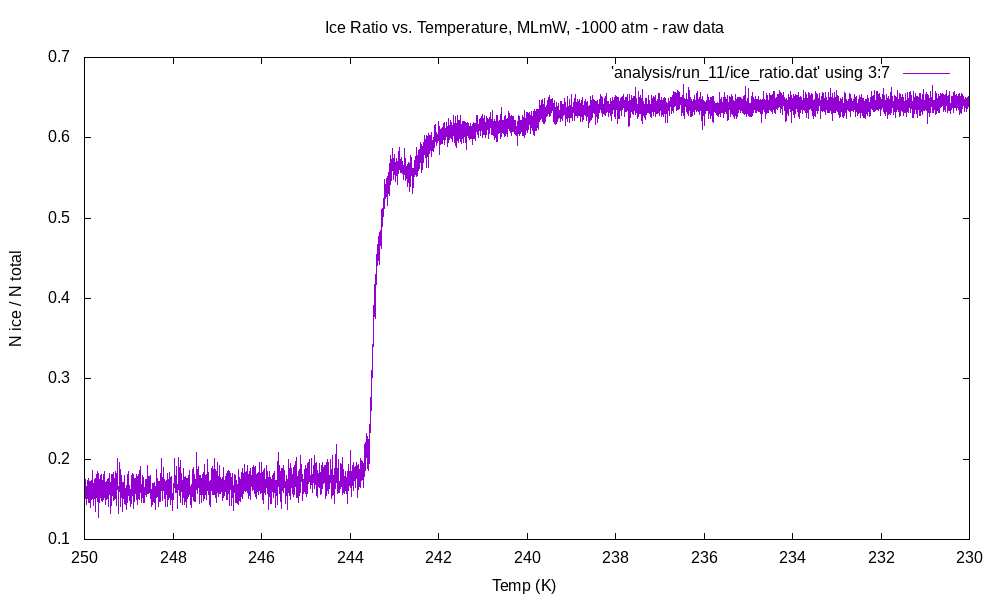 Ice Ratio vs. Temperature, MLmW, -1000 atm - raw data
'analysis/run_11/ice_ratio.dat' using 3:7
0.7
0.6
0.5
0.4
0.3
0.2
0.1
N ice / N total
250 248 246 244 242 240 238 236 234 232 230
Temp (K)